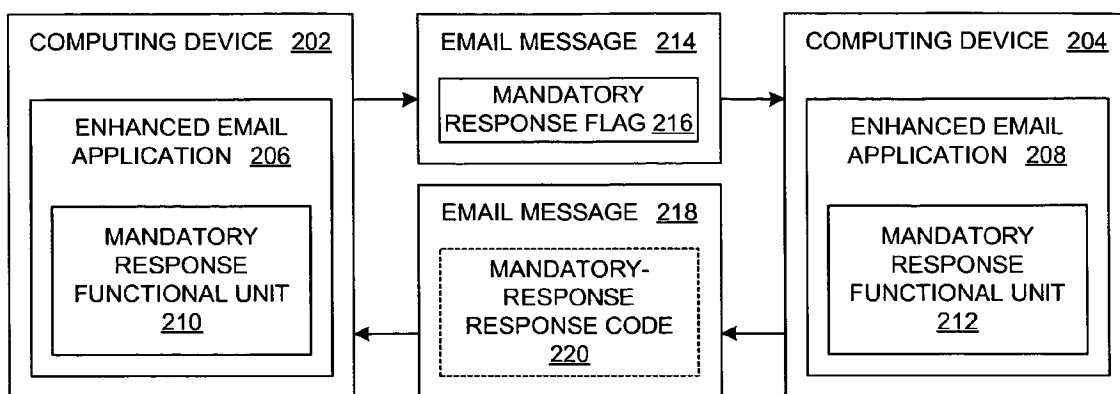 COMPUTING DEVICE 202
ENHANCED EMAIL
APPLICATION 206
MANDATORY
RESPONSE
FUNCTIONAL UNIT
210
EMAIL MESSAGE 214
MANDATORY
RESPONSE FLAG 216
EMAIL MESSAGE 218
MANDATORY-
RESPONSE
RESPONSE CODE
220
COMPUTING DEVICE 204
ENHANCED EMAIL
APPLICATION 208
MANDATORY
RESPONSE
FUNCTIONAL UNIT
212